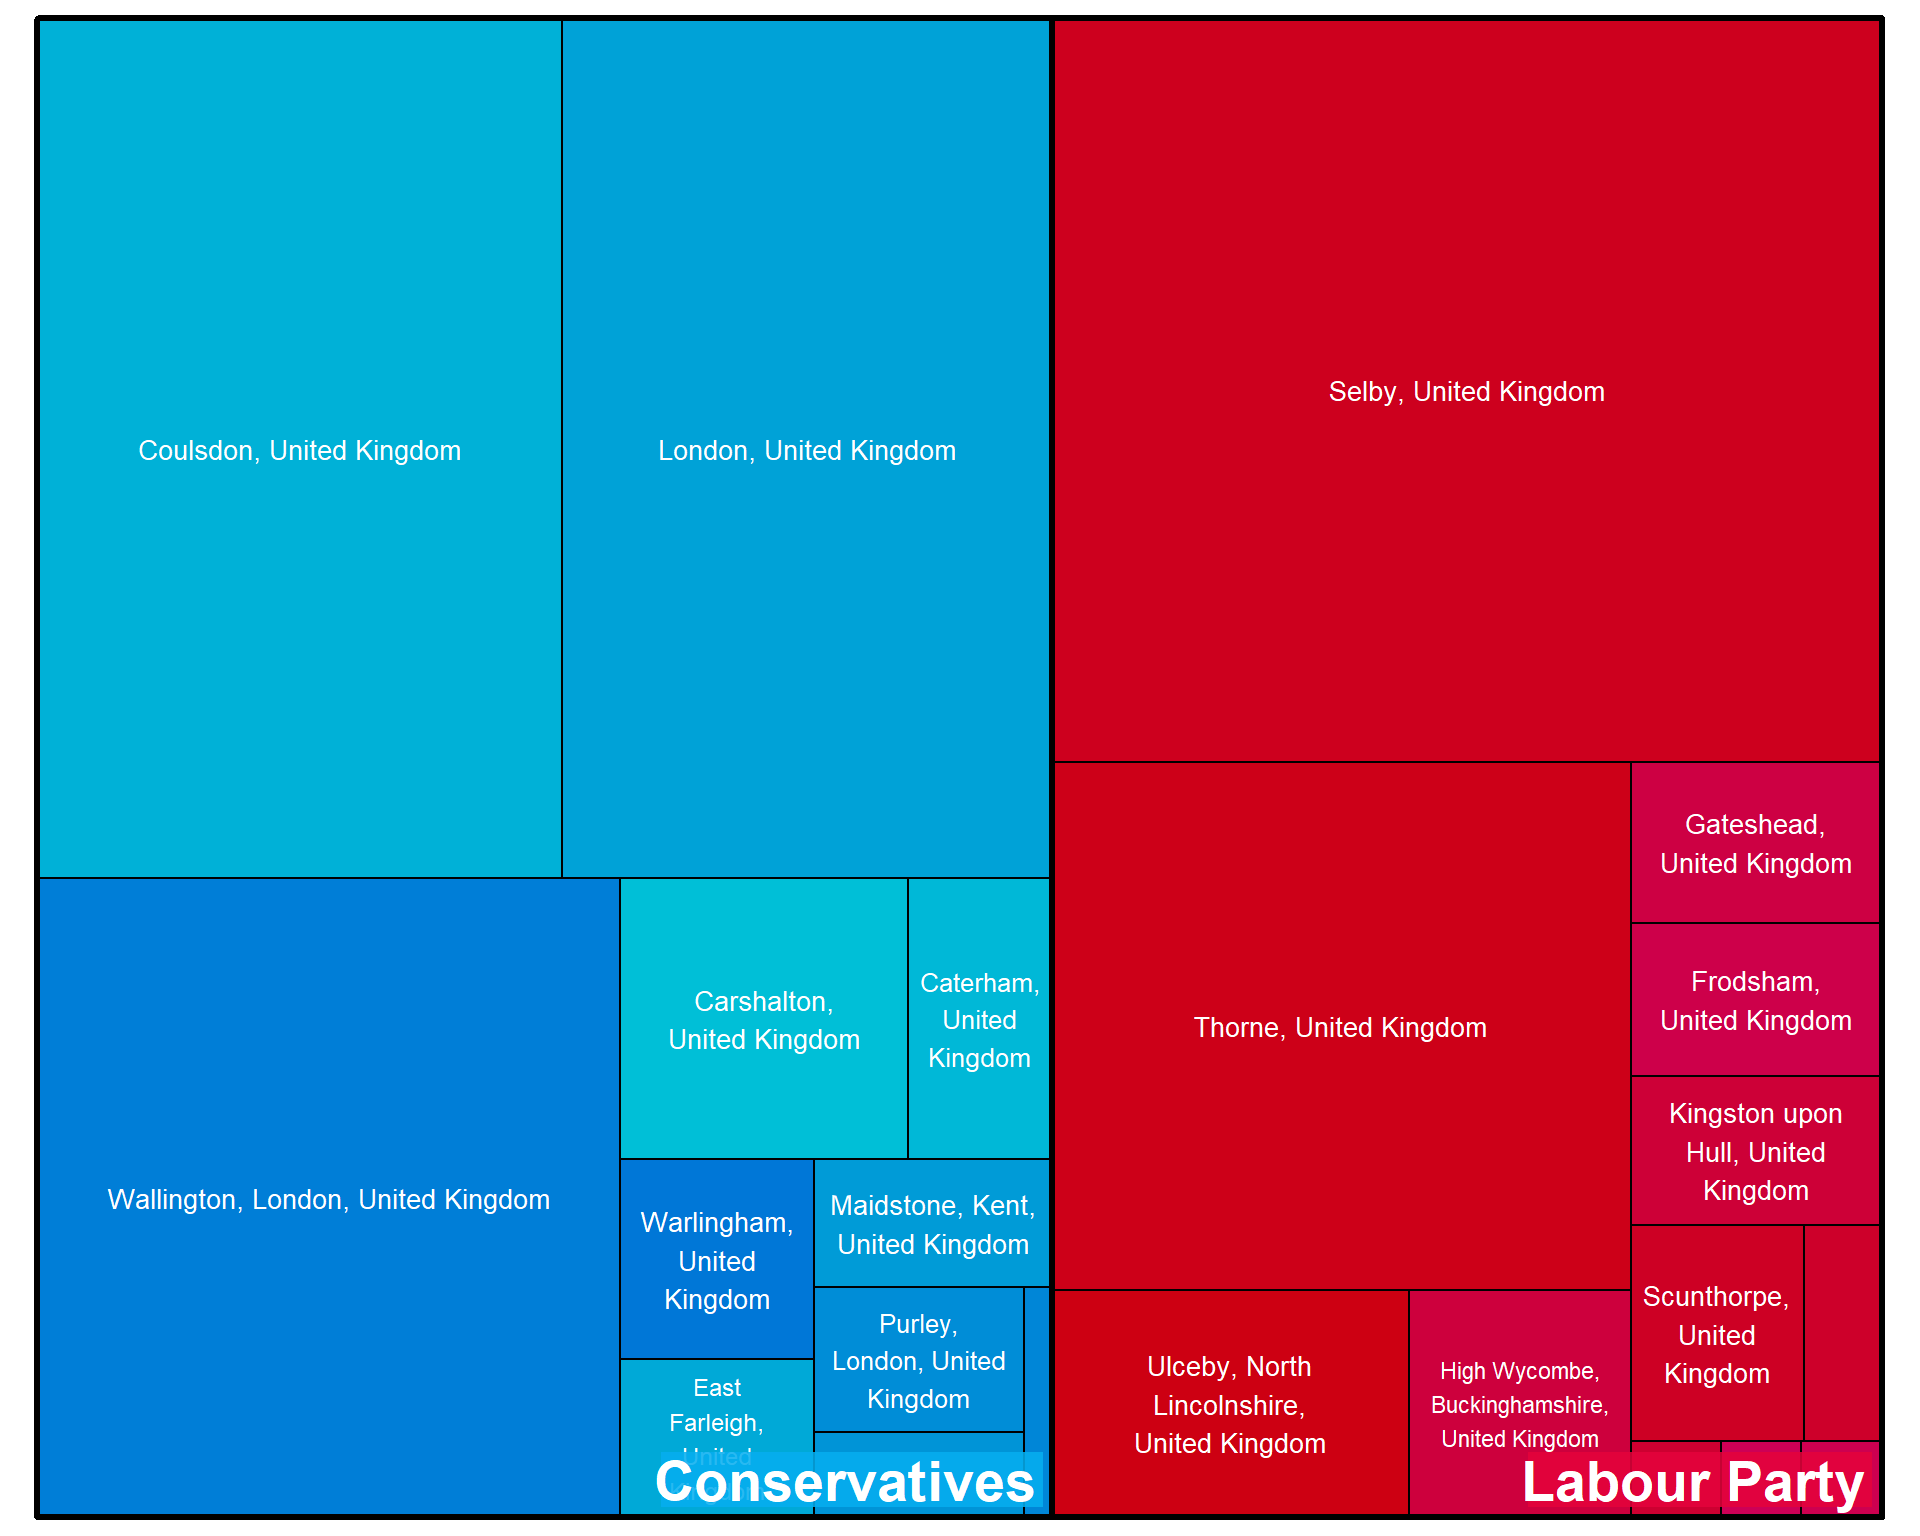 Coulsdon, United Kingdom
London, United Kingdom
Wallington, London, United Kingdom
Carshalton,
United Kingdom
Caterham,
United
Kingdom
Warlingham,
United
Kingdom
Maidstone, Kent,
United Kingdom
Purley,
London, United
Kingdom
East
Farleigh,
United
Conservatives
Selby, United Kingdom
Thorne, United Kingdom
Gateshead,
United Kingdom
Frodsham,
United Kingdom
Kingston upon
Hull, United
Kingdom
Scunthorpe,
United
Kingdom
Ulceby, North
Lincolnshire,
United Kingdom
High Wycombe,
Buckinghamshire,
United Kingdom
Labour Party